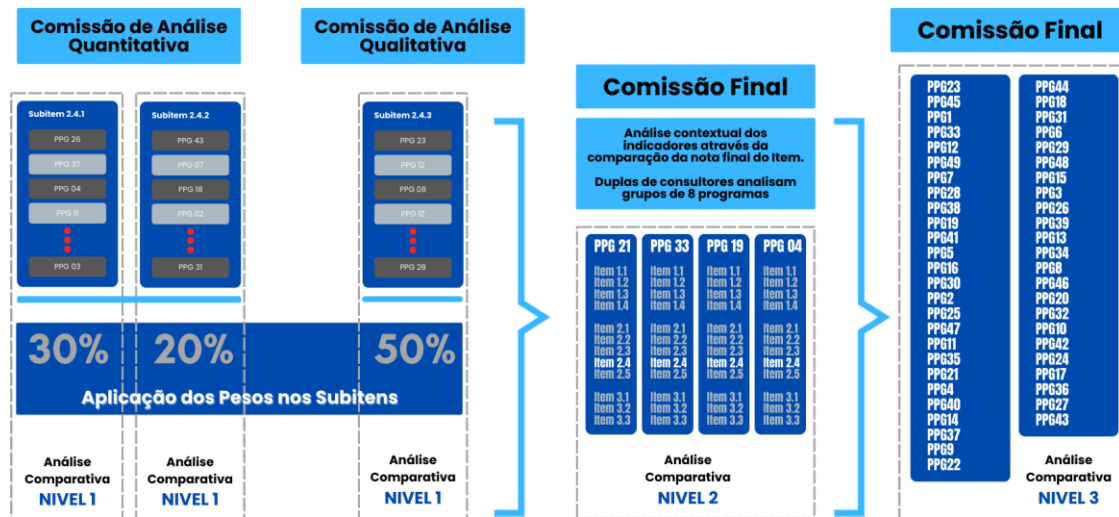 Comissão de Análise
Quantitativa
Subitem 2.4.1
PPG 26
PPG 37
PPG 04
PPG 11
PPG 03
Subitem 2.4.2
PPG 43
PPG 07
PPG 18
PPG 02
PPG 31
Comissão de Análise
Qualitativa
Subitem 2.4.3
PPG 23
PPG 12
PPG 08
PPG 12
PPG 28
30%
20%
50%
Aplicação dos Pesos nos Subitens
Análise
Comparativa
NIVEL 1
Análise
Comparativa
NIVEL 1
Análise
Comparativa
NIVEL 1
Comissão Final
Análise contextual dos
indicadores através da
comparação da nota final do Item.
Duplas de consultores analisam
grupos de 8 programas
PPG 21
Item 1.1
Item 1.2
Item 1.3
Item 1.4
Item 2.1
Item 2.2
Item 2.3
Item 2.4
Item 2.5
Item 3.1
Item 3.2
Item 3.3
PPG 33
Item 1.1
Item 1.2
Item 1.3
Item 1.4
Item 2.1
Item 2.2
Item 2.3
Item 2.4
Item 2.5
Item 3.1
Item 3.2
Item 3.3
PPG 19
Item 1.1
Item 1.2
Item 1.3
Item 1.4
Item 2.1
Item 2.2
Item 2.3
Item 2.4
Item 2.5
Item 3.1
Item 3.2
Item 3.3
PPG 04
Item 1.1
Item 1.2
Item 1.3
Item 1.4
Item 2.1
Item 2.2
Item 2.3
Item 2.4
Item 2.5
Item 3.1
Item 3.2
Item 3.3
Análise
Comparativa
NIVEL 2
Comissão Final
PPG23
PPG45
PPG1
PPG33
PPG12
PPG49
PPG7
PPG28
PPG38
PPG19
PPG41
PPG5
PPG16
PPG30
PPG2
PPG25
PPG47
PPG11
PPG35
PPG21
PPG4
PPG40
PPG14
PPG37
PPG9
PPG22
PPG44
PPG18
PPG31
PPG6
PPG29
PPG48
PPG15
PPG3
PPG26
PPG39
PPG13
PPG34
PPG8
PPG46
PPG20
PPG32
PPG10
PPG42
PPG24
PPG17
PPG36
PPG27
PPG43
Análise
Comparativa
NIVEL 3